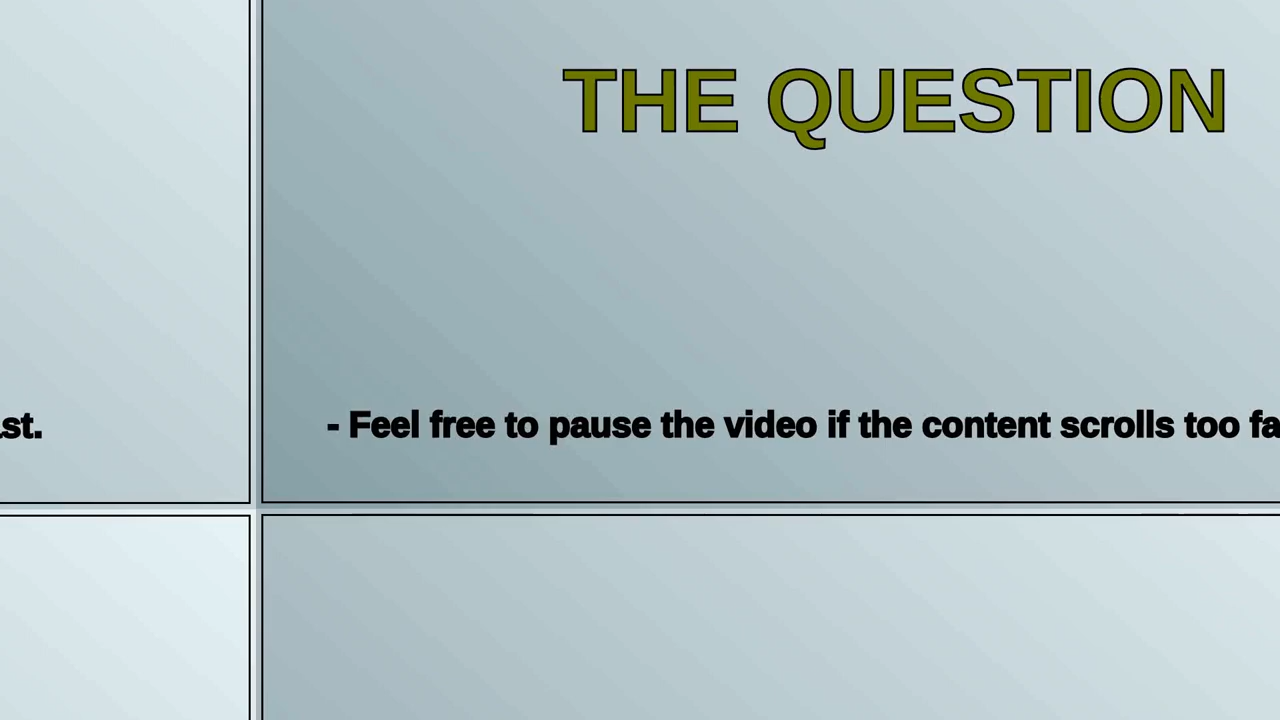 THE QUESTION
st.
- Feel free to pause the video if the content scrolls too fa